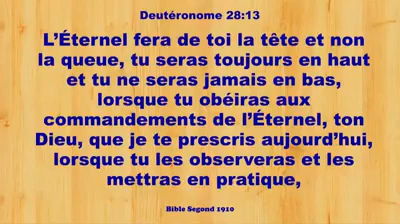 Deutéronome 28:13
L’Éternel fera de toi la tête et non
la queue, tu seras toujours en haut
et tu ne seras jamais en bas,
lorsque tu obéiras aux
commandements de l’Éternel, ton
Dieu, que je te prescris aujourd’hui,
lorsque tu les observeras et les
mettras en pratique,
Bible Segond 1910